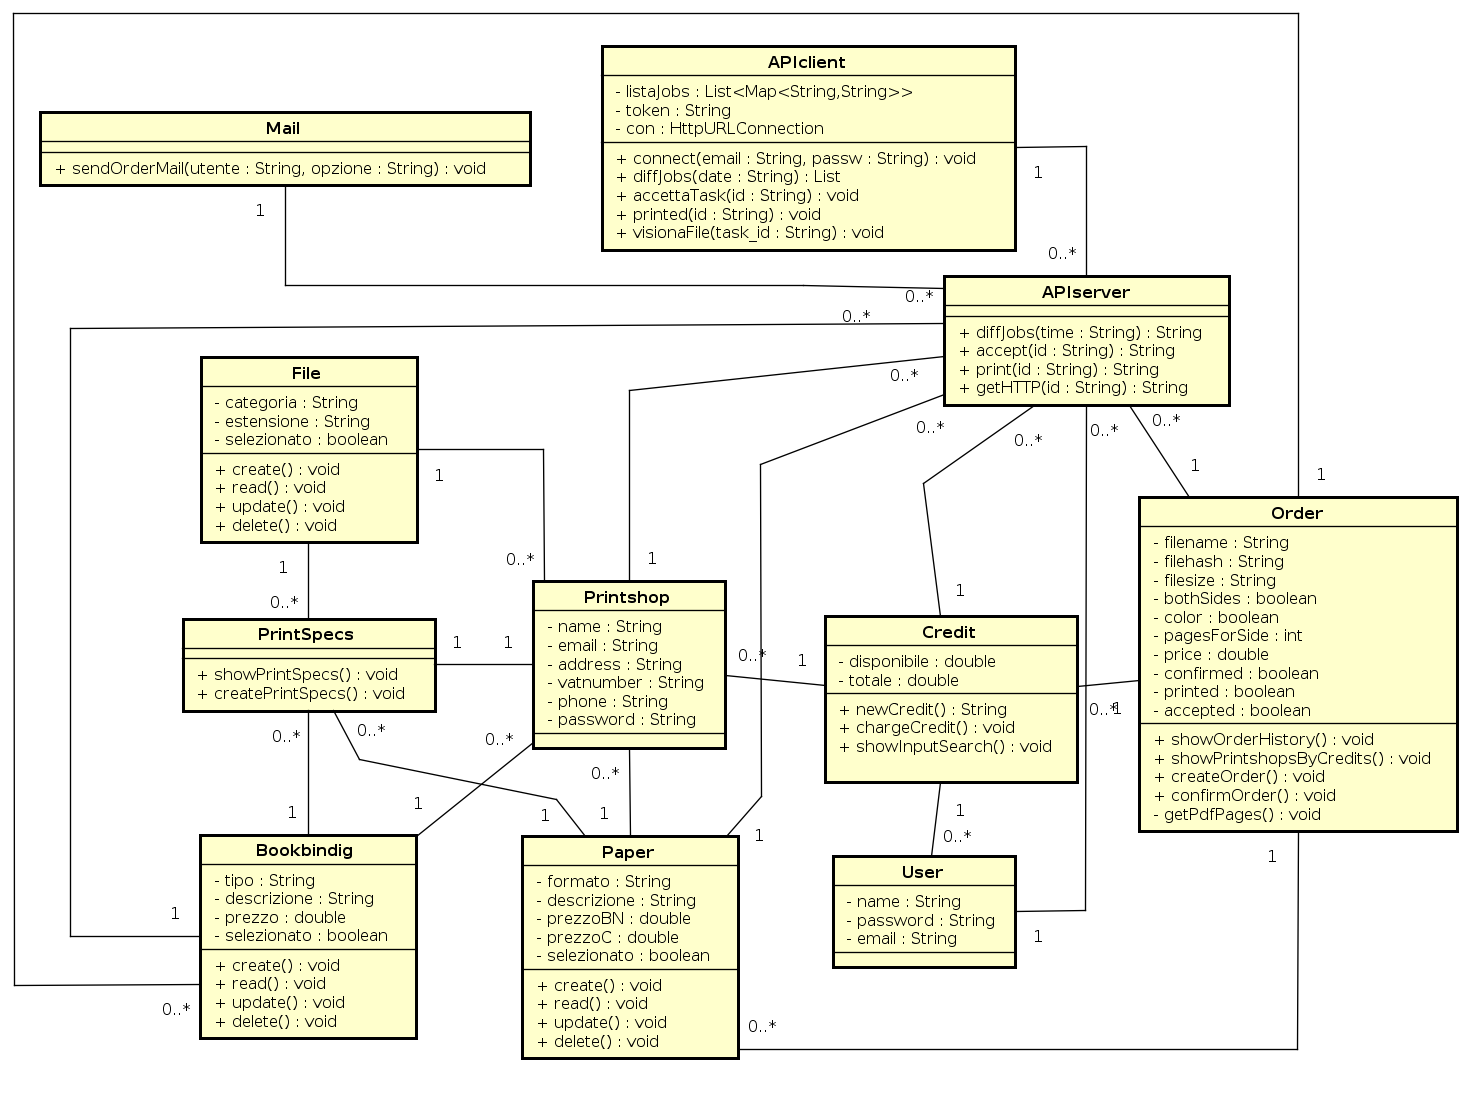 APIclient
- listaJobs : List<Map<String,String>>
- token : String
- con : HttpURLConnection
+ connect(email : String, passw : String) : void
+ diffJobs(date : String) : List
+ accettaTask(id : String) : void
+ printed(id : String) : void
+ visionaFile(task_id : String) : void
Mail
+ sendOrderMail(utente : String, opzione : String) : void
1
1
0..*
0..*
0..*
APIserver
+ diffJobs(time : String) : String
+ accept(id : String) : String
+ print(id : String) : String
+ getHTTP(id : String) : String
0..*
0..*
0..*
0..*
0..*
1
1
File
- categoria : String
- estensione : String
- selezionato : boolean
+ create() : void
+ read() : void
+ update() : void
+ delete() : void
1
0..*
1
1
0..*
PrintSpecs
+ showPrintSpecs() : void
+ createPrintSpecs() : void
1
1
0..*
0..*
0..*
Printshop
- name : String
- email : String
- address : String
- vatnumber : String
- phone : String
- password : String
0..*
1
1
Credit
- disponibile : double
- totale : double
+ newCredit() : String
+ chargeCredit() : void
+ showInputSearch() : void
0..*
1
Order
- filename : String
- filehash : String
- filesize : String
- bothSides : boolean
- color : boolean
- pagesForSide : int
- price : double
- confirmed : boolean
- printed : boolean
- accepted : boolean
+ showOrderHistory() : void
+ showPrintshopsByCredits() : void
+ createOrder() : void
+ confirmOrder() : void
- getPdfPages() : void
0..*
1
1
1
1
1
1
0..*
1
Bookbindig
- tipo : String
- descrizione : String
- prezzo : double
- selezionato : boolean
+ create() : void
+ read() : void
+ update() : void
+ delete() : void
1
0..*
Paper
- formato : String
- descrizione : String
- prezzoBN : double
- prezzoC : double
- selezionato : boolean
+ create() : void
+ read() : void
+ update() : void
+ delete() : void
0..*
User
- name : String
- password : String
- email : String
1